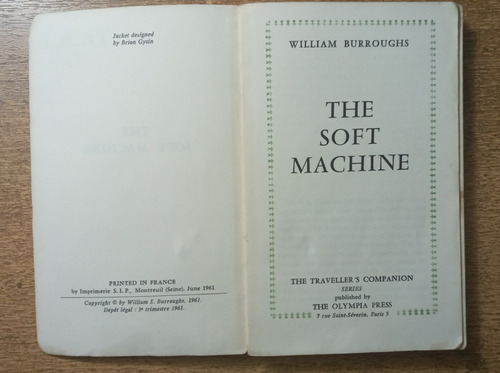 Jacket designed
by Brion Gysin
PRINTED IN FRANCE
by Imprimerie S.I.P., Montreuil (Seine). June 1961
Copyright © by William S. Burroughs, 1961.
Dépôt légal : 3e trimestre 1961.
WILLIAM BURROUGHS
THE
SOFT
MACHINE
THE TRAVELLER'S COMPANION
SERIES
published by
THE OLYMPIA PRESS
7 rue Saint-Séverin, Paris 5